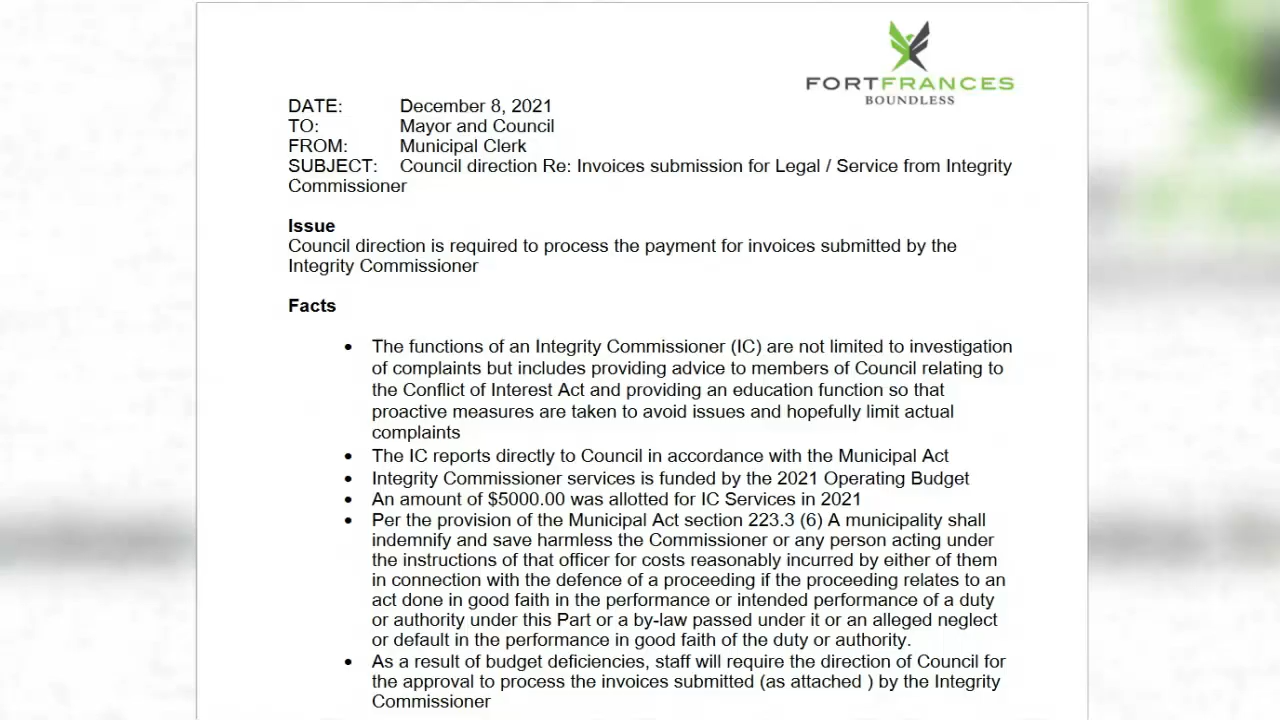 FORTFRANCES
BOUNDLESS
DATE: December 8, 2021
TO: Mayor and Council
FROM: Municipal Clerk
SUBJECT: Council direction Re: Invoices submission for Legal / Service from Integrity
Commissioner
Issue
Council direction is required to process the payment for invoices submitted by the
Integrity Commissioner
Facts
• The functions of an Integrity Commissioner (IC) are not limited to investigation
of complaints but includes providing advice to members of Council relating to
the Conflict of Interest Act and providing an education function so that
proactive measures are taken to avoid issues and hopefully limit actual
complaints
• The IC reports directly to Council in accordance with the Municipal Act
• Integrity Commissioner services is funded by the 2021 Operating Budget
• An amount of $5000.00 was allotted for IC Services in 2021
• Per the provision of the Municipal Act section 223.3 (6) A municipality shall
indemnify and save harmless the Commissioner or any person acting under
the instructions of that officer for costs reasonably incurred by either of them
in connection with the defence of a proceeding if the proceeding relates to an
act done in good faith in the performance or intended performance of a duty
or authority under this Part or a by-law passed under it or an alleged neglect
or default in the performance in good faith of the duty or authority.
• As a result of budget deficiencies, staff will require the direction of Council for
the approval to process the invoices submitted (as attached ) by the Integrity
Commissioner